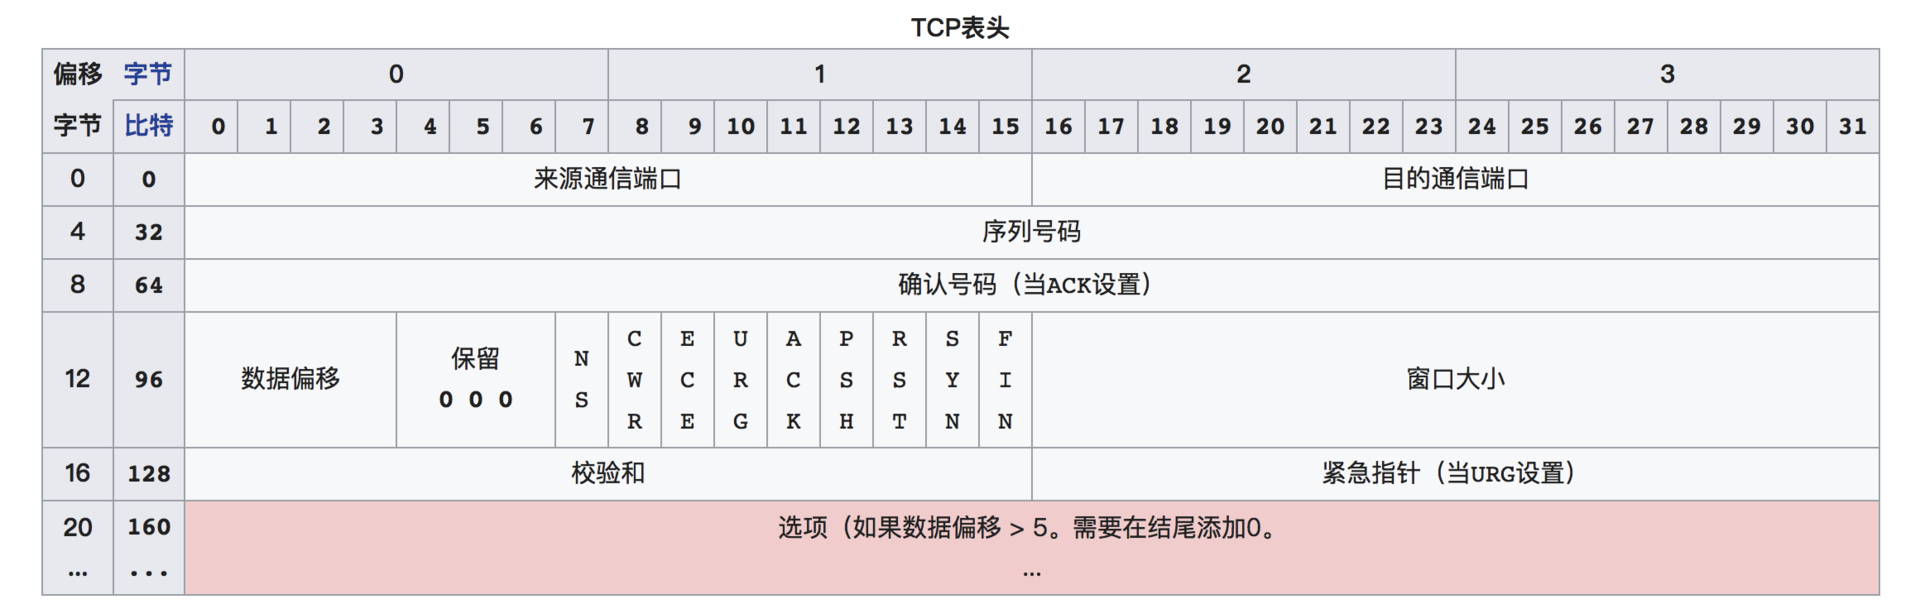 TCP表头
偏移 字节 0 1 2 3
字节 比特 0 1 2 3 4 5 6 7 8 9 10 11 12 13 14 15 16 17 18 19 20 21 22 23 24 25 26 27 28 29 30 31
0 0 来源通信端口 目的通信端口
4 32 序列号码
8 64 确认号码（当ACK设置）
12 96 数据偏移 保留 0 0 0 NS CWR ECE URG ACK PSH RST SYN FIN 窗口大小
16 128 校验和 紧急指针（当URG设置）
20 160 选项（如果数据偏移 > 5。需要在结尾添加0。
... ... ...